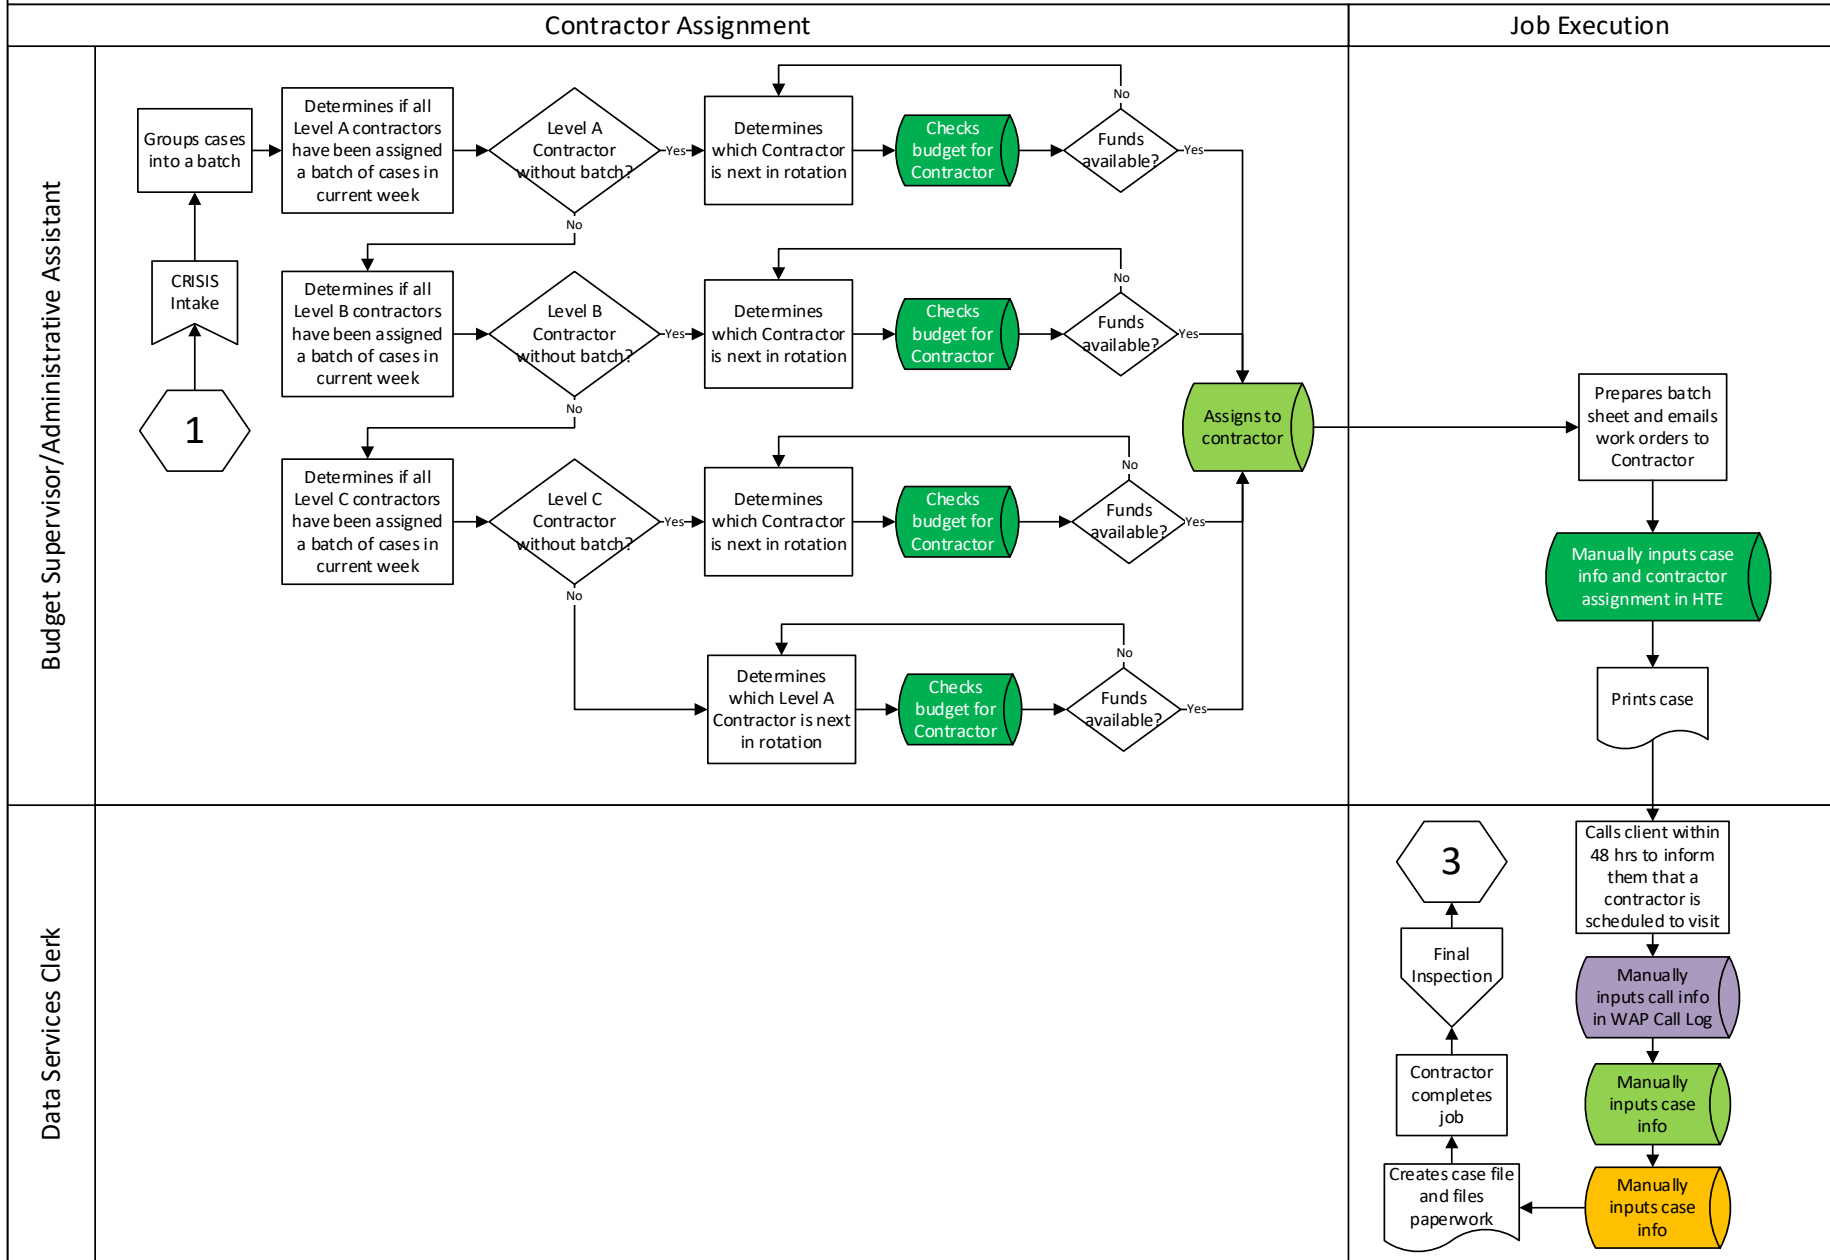 Contractor Assignment
Job Execution
Budget Supervisor/Administrative Assistant
Groups cases
into a batch
Determines if all
Level A contractors
have been assigned
a batch of cases in
current week
Level A
Contractor
without batch?
Yes
No
Determines
which Contractor
is next in rotation
Checks
budget for
Contractor
Funds
available?
No
Yes
CRISIS
Intake
1
Determines if all
Level B contractors
have been assigned
a batch of cases in
current week
Level B
Contractor
without batch?
Yes
No
Determines
which Contractor
is next in rotation
Checks
budget for
Contractor
Funds
available?
No
Yes
Assigns to
contractor
Determines if all
Level C contractors
have been assigned
a batch of cases in
current week
Level C
Contractor
without batch?
Yes
No
Determines
which Contractor
is next in rotation
Checks
budget for
Contractor
Funds
available?
No
Yes
Determines
which Level A
Contractor is next
in rotation
Checks
budget for
Contractor
Funds
available?
No
Yes
Prepares batch
sheet and emails
work orders to
Contractor
Manually inputs case
info and contractor
assignment in HTE
Prints case
Data Services Clerk
Calls client within
48 hrs to inform
them that a
contractor is
scheduled to visit
Manually
inputs call info
in WAP Call Log
Manually
inputs case
info
Manually
inputs case
info
Creates case file
and files
paperwork
Contractor
completes
job
Final
Inspection
3